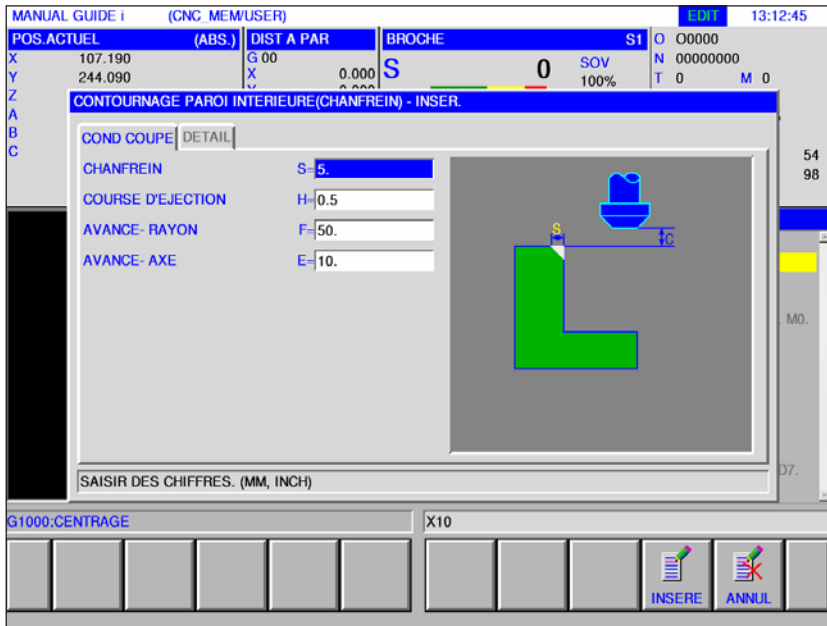 MANUAL GUIDE i (CNC_MEM/USER) EDIT 13:12:45
POS.ACTUEL (ABS.) DIST A PAR BROCHE S1 O O0000
X 107.190 G 00 S 0 SOV N 00000000
Y 244.090 X 0.000 100% T 0 M 0
Z
A
B
C
54
98
CONTOURNAGE PAROI INTERIEURE(CHANFREIN) - INSER.
COND COUPE DETAIL
CHANFREIN S= 5.
COURSE D'EJECTION H= 0.5
AVANCE- RAYON F= 50.
AVANCE- AXE E= 10.
S
C
M0.
D7.
SAISIR DES CHIFFRES. (MM, INCH)
G1000:CENTRAGE X10
INSERE ANNUL